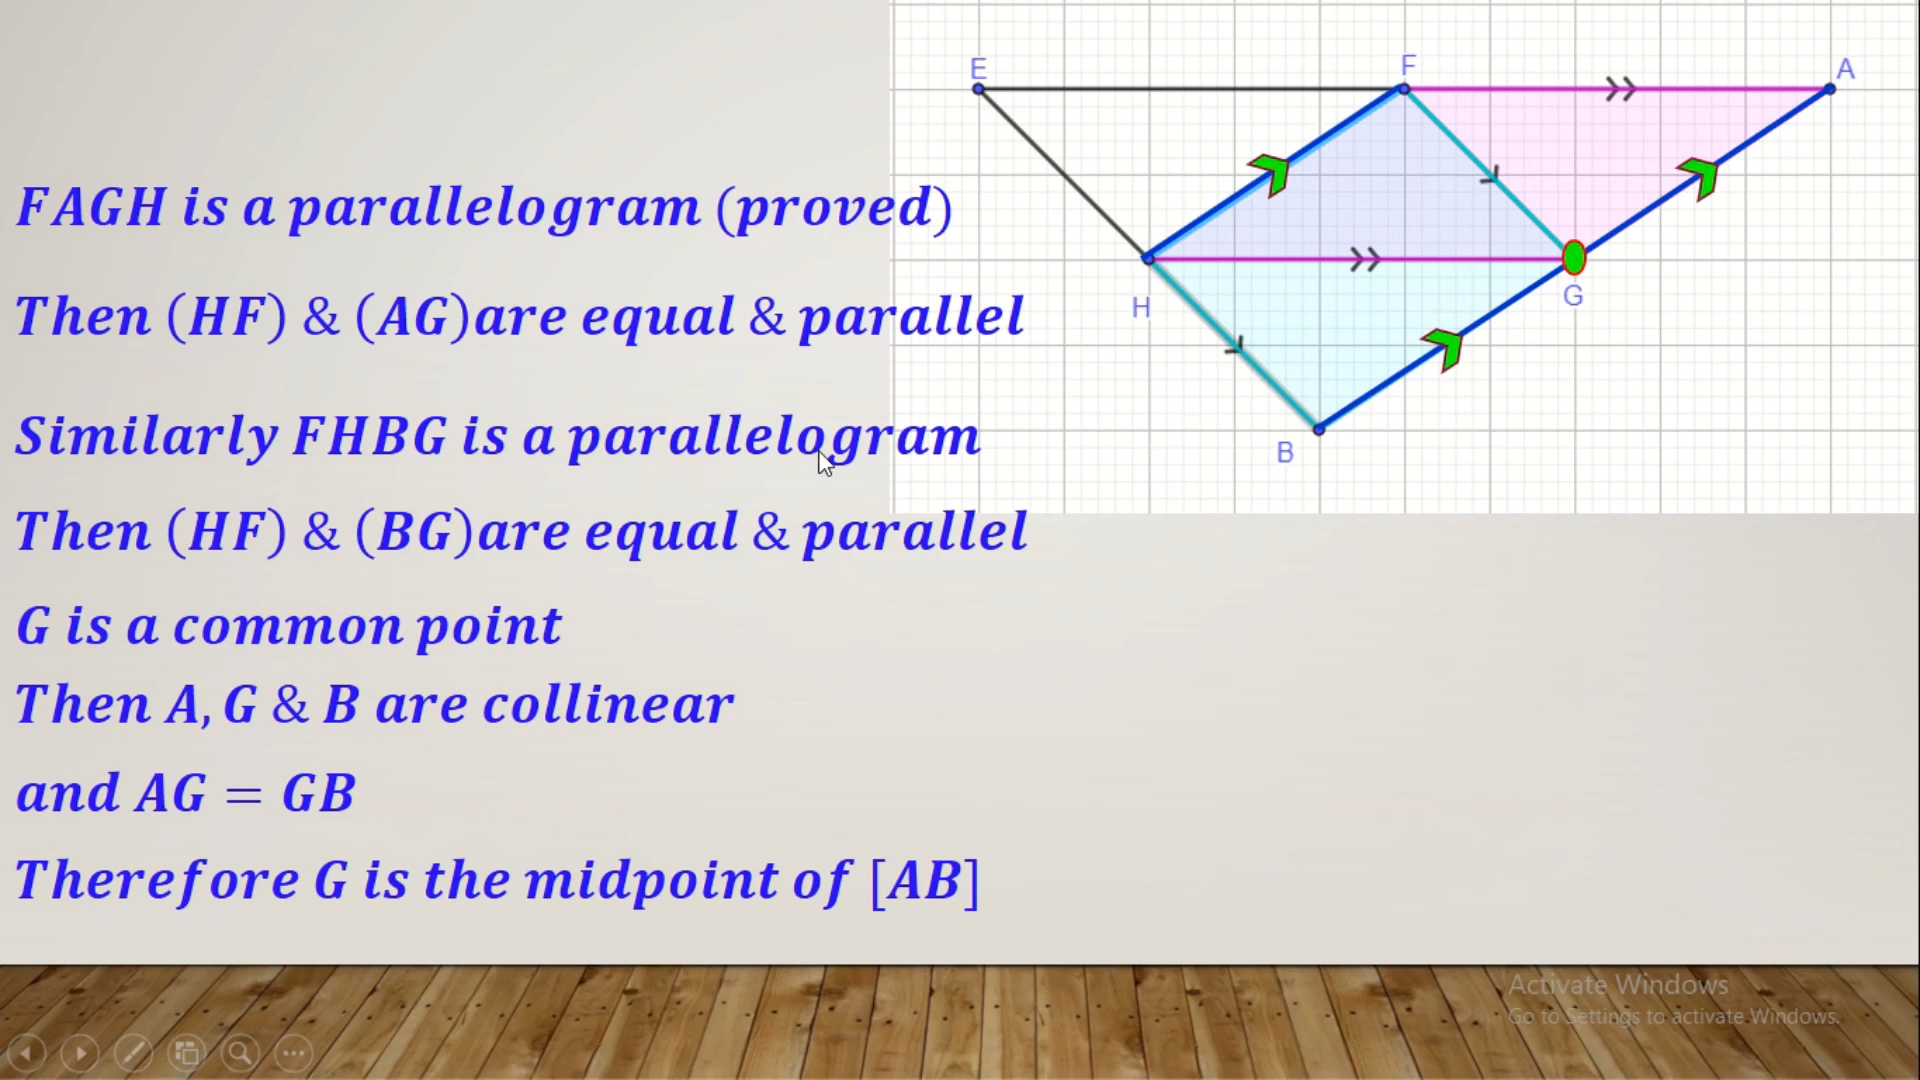 E
F
A
FAGH is a parallelogram (proved)
H
G
Then (HF) & (AG)are equal & parallel
Similarly FHBG is a parallelogram
B
Then (HF) & (BG)are equal & parallel
G is a common point
Then A, G & B are collinear
and AG = GB
Therefore G is the midpoint of [AB]
Activate Windows
Go to Settings to activate Windows.